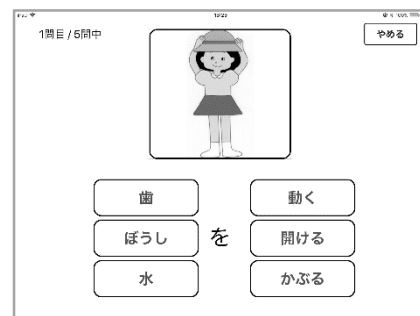 1問目 / 5問中
やめる
歯
動く
ぼうし
を
開ける
水
かぶる